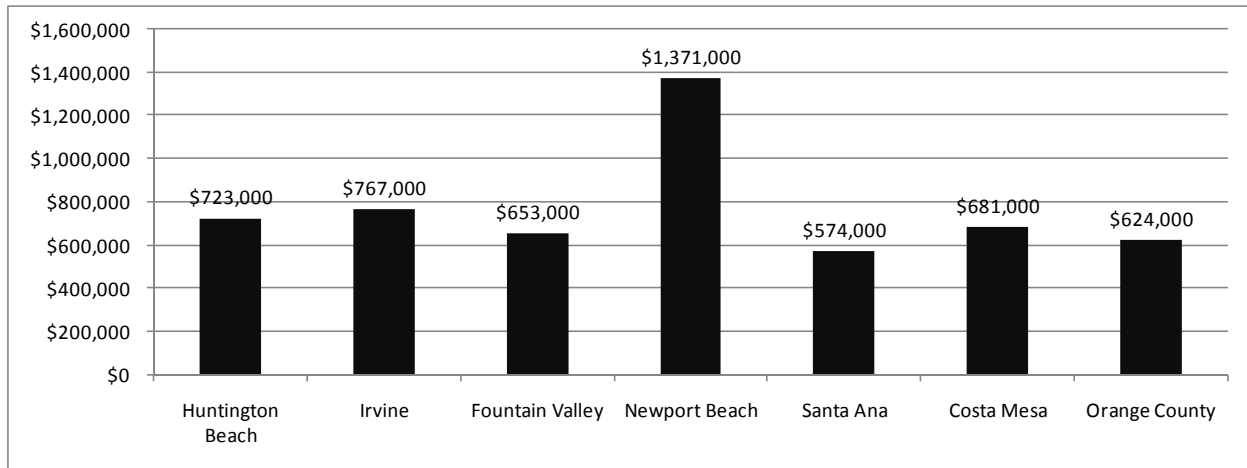 $1,600,000
$1,400,000
$1,200,000
$1,000,000
$800,000
$600,000
$400,000
$200,000
$0
$723,000
$767,000
$653,000
$1,371,000
$574,000
$681,000
$624,000
Huntington
Beach
Irvine
Fountain Valley
Newport Beach
Santa Ana
Costa Mesa
Orange County